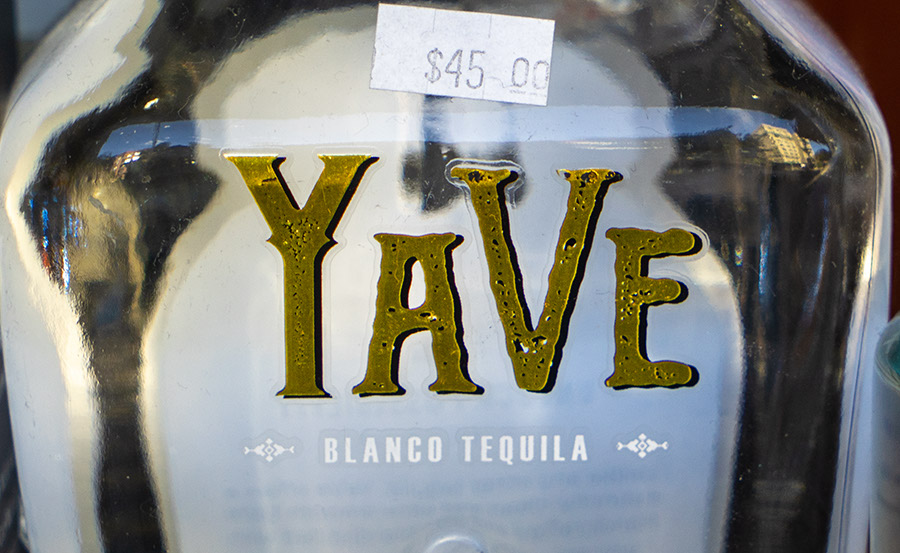 $45.00
YAVE
BLANCO TEQUILA